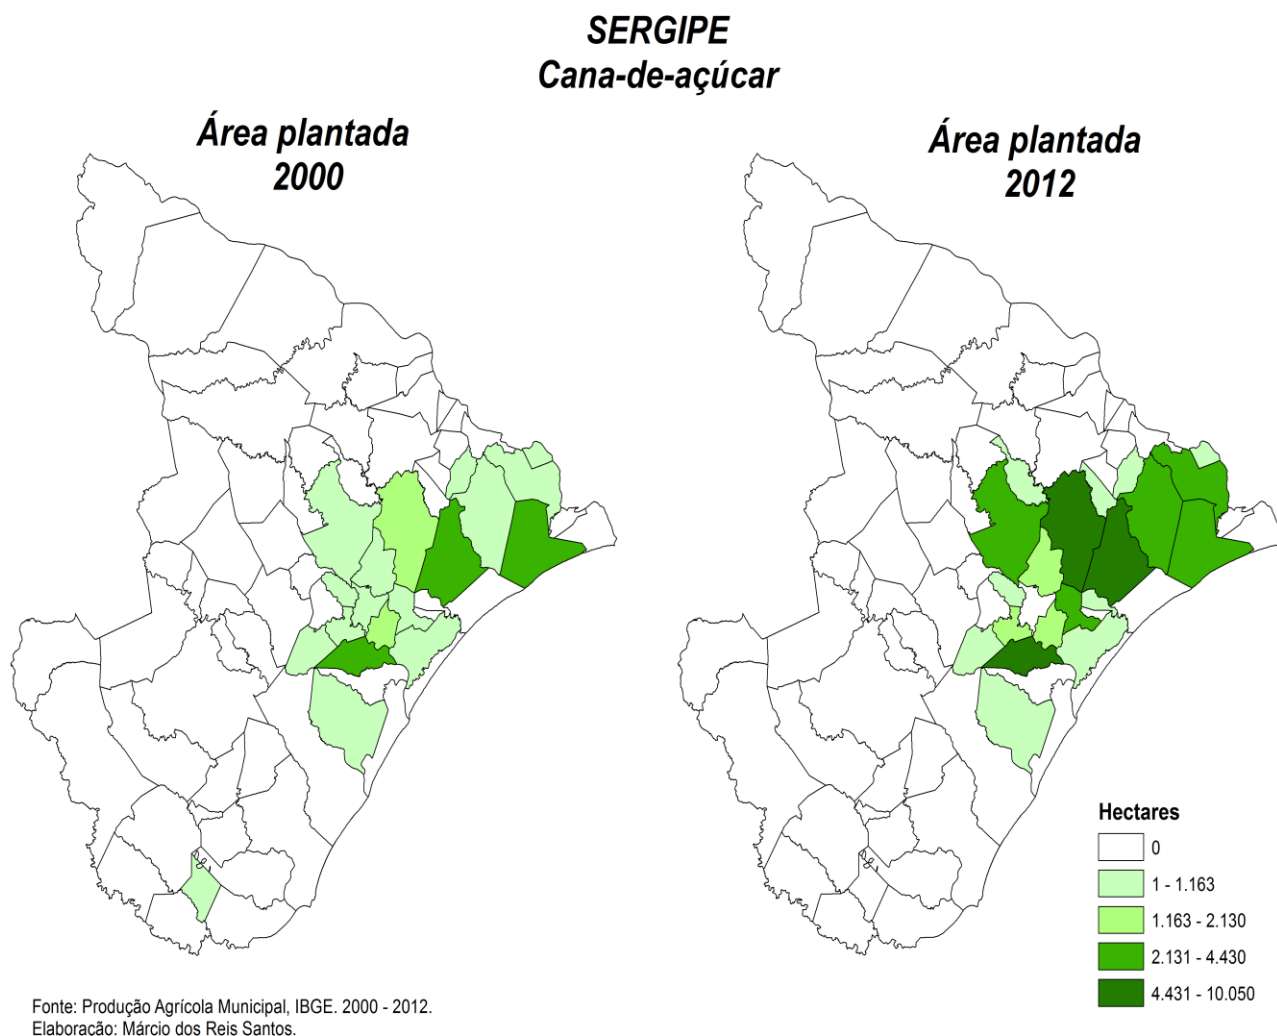 SERGIPE
Cana-de-açúcar
Área plantada
2000
Área plantada
2012
Hectares
0
1 - 1.163
1.163 - 2.130
2.131 - 4.430
4.431 - 10.050
Fonte: Produção Agrícola Municipal, IBGE. 2000 - 2012.
Elaboração: Márcio dos Reis Santos.